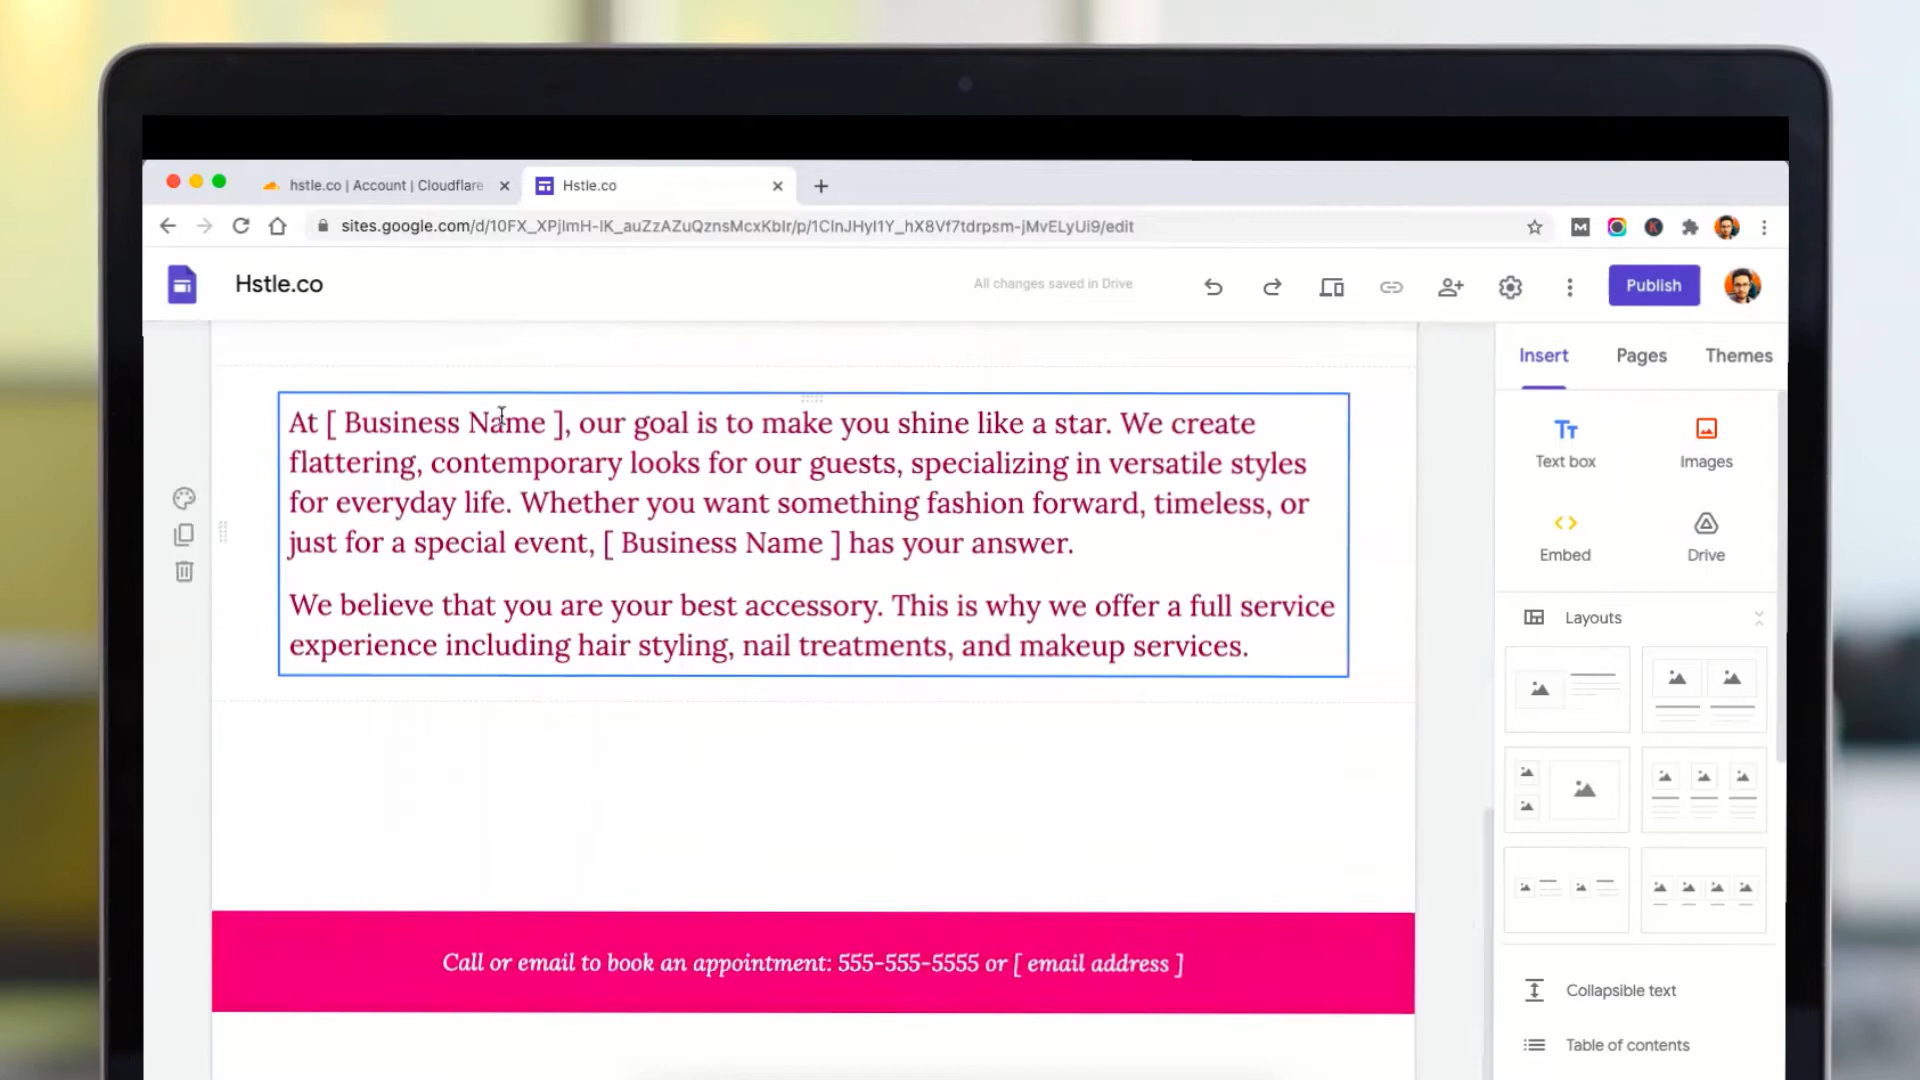 hstle.co | Account | Cloudflare
Hstle.co
sites.google.com/d/10FX_XPjlmH-lK_auZzAZuQznsMcxKblr/p/1ClnJHyI1Y_hX8Vf7tdrpsm-jMvELyUi9/edit
Hstle.co
All changes saved in Drive
Publish
Insert
Pages
Themes
At [ Business Name ], our goal is to make you shine like a star. We create
flattering, contemporary looks for our guests, specializing in versatile styles
for everyday life. Whether you want something fashion forward, timeless, or
just for a special event, [ Business Name ] has your answer.
We believe that you are your best accessory. This is why we offer a full service
experience including hair styling, nail treatments, and makeup services.
Call or email to book an appointment: 555-555-5555 or [ email address ]
Tt
Text box
Images
Embed
Drive
Layouts
Collapsible text
Table of contents